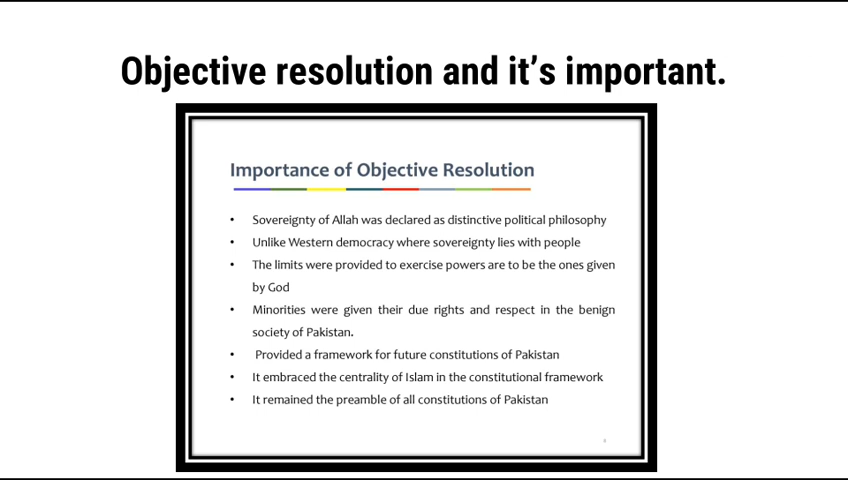 Objective resolution and it's important.
Importance of Objective Resolution
• Sovereignty of Allah was declared as distinctive political philosophy
• Unlike Western democracy where sovereignty lies with people
• The limits were provided to exercise powers are to be the ones given
by God
• Minorities were given their due rights and respect in the benign
society of Pakistan.
• Provided a framework for future constitutions of Pakistan
• It embraced the centrality of Islam in the constitutional framework
• It remained the preamble of all constitutions of Pakistan